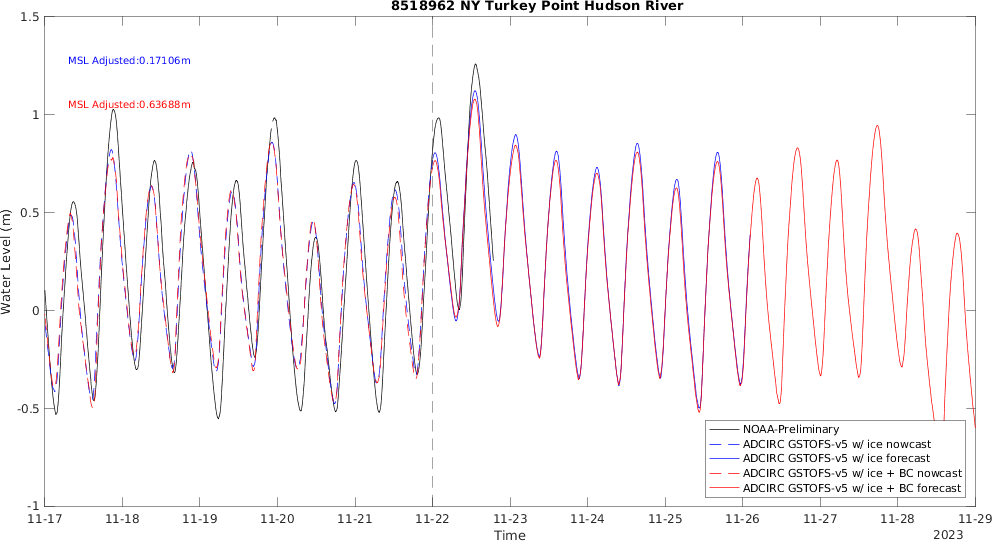 8518962 NY Turkey Point Hudson River
MSL Adjusted:0.17106m
MSL Adjusted:0.63688m
Water Level (m)
1.5
1
0.5
0
-0.5
-1
NOAA-Preliminary
ADCIRC GSTOFS-v5 w/ ice nowcast
ADCIRC GSTOFS-v5 w/ ice forecast
ADCIRC GSTOFS-v5 w/ ice + BC nowcast
ADCIRC GSTOFS-v5 w/ ice + BC forecast
11-17 11-18 11-19 11-20 11-21 11-22 11-23 11-24 11-25 11-26 11-27 11-28 11-29
Time
2023